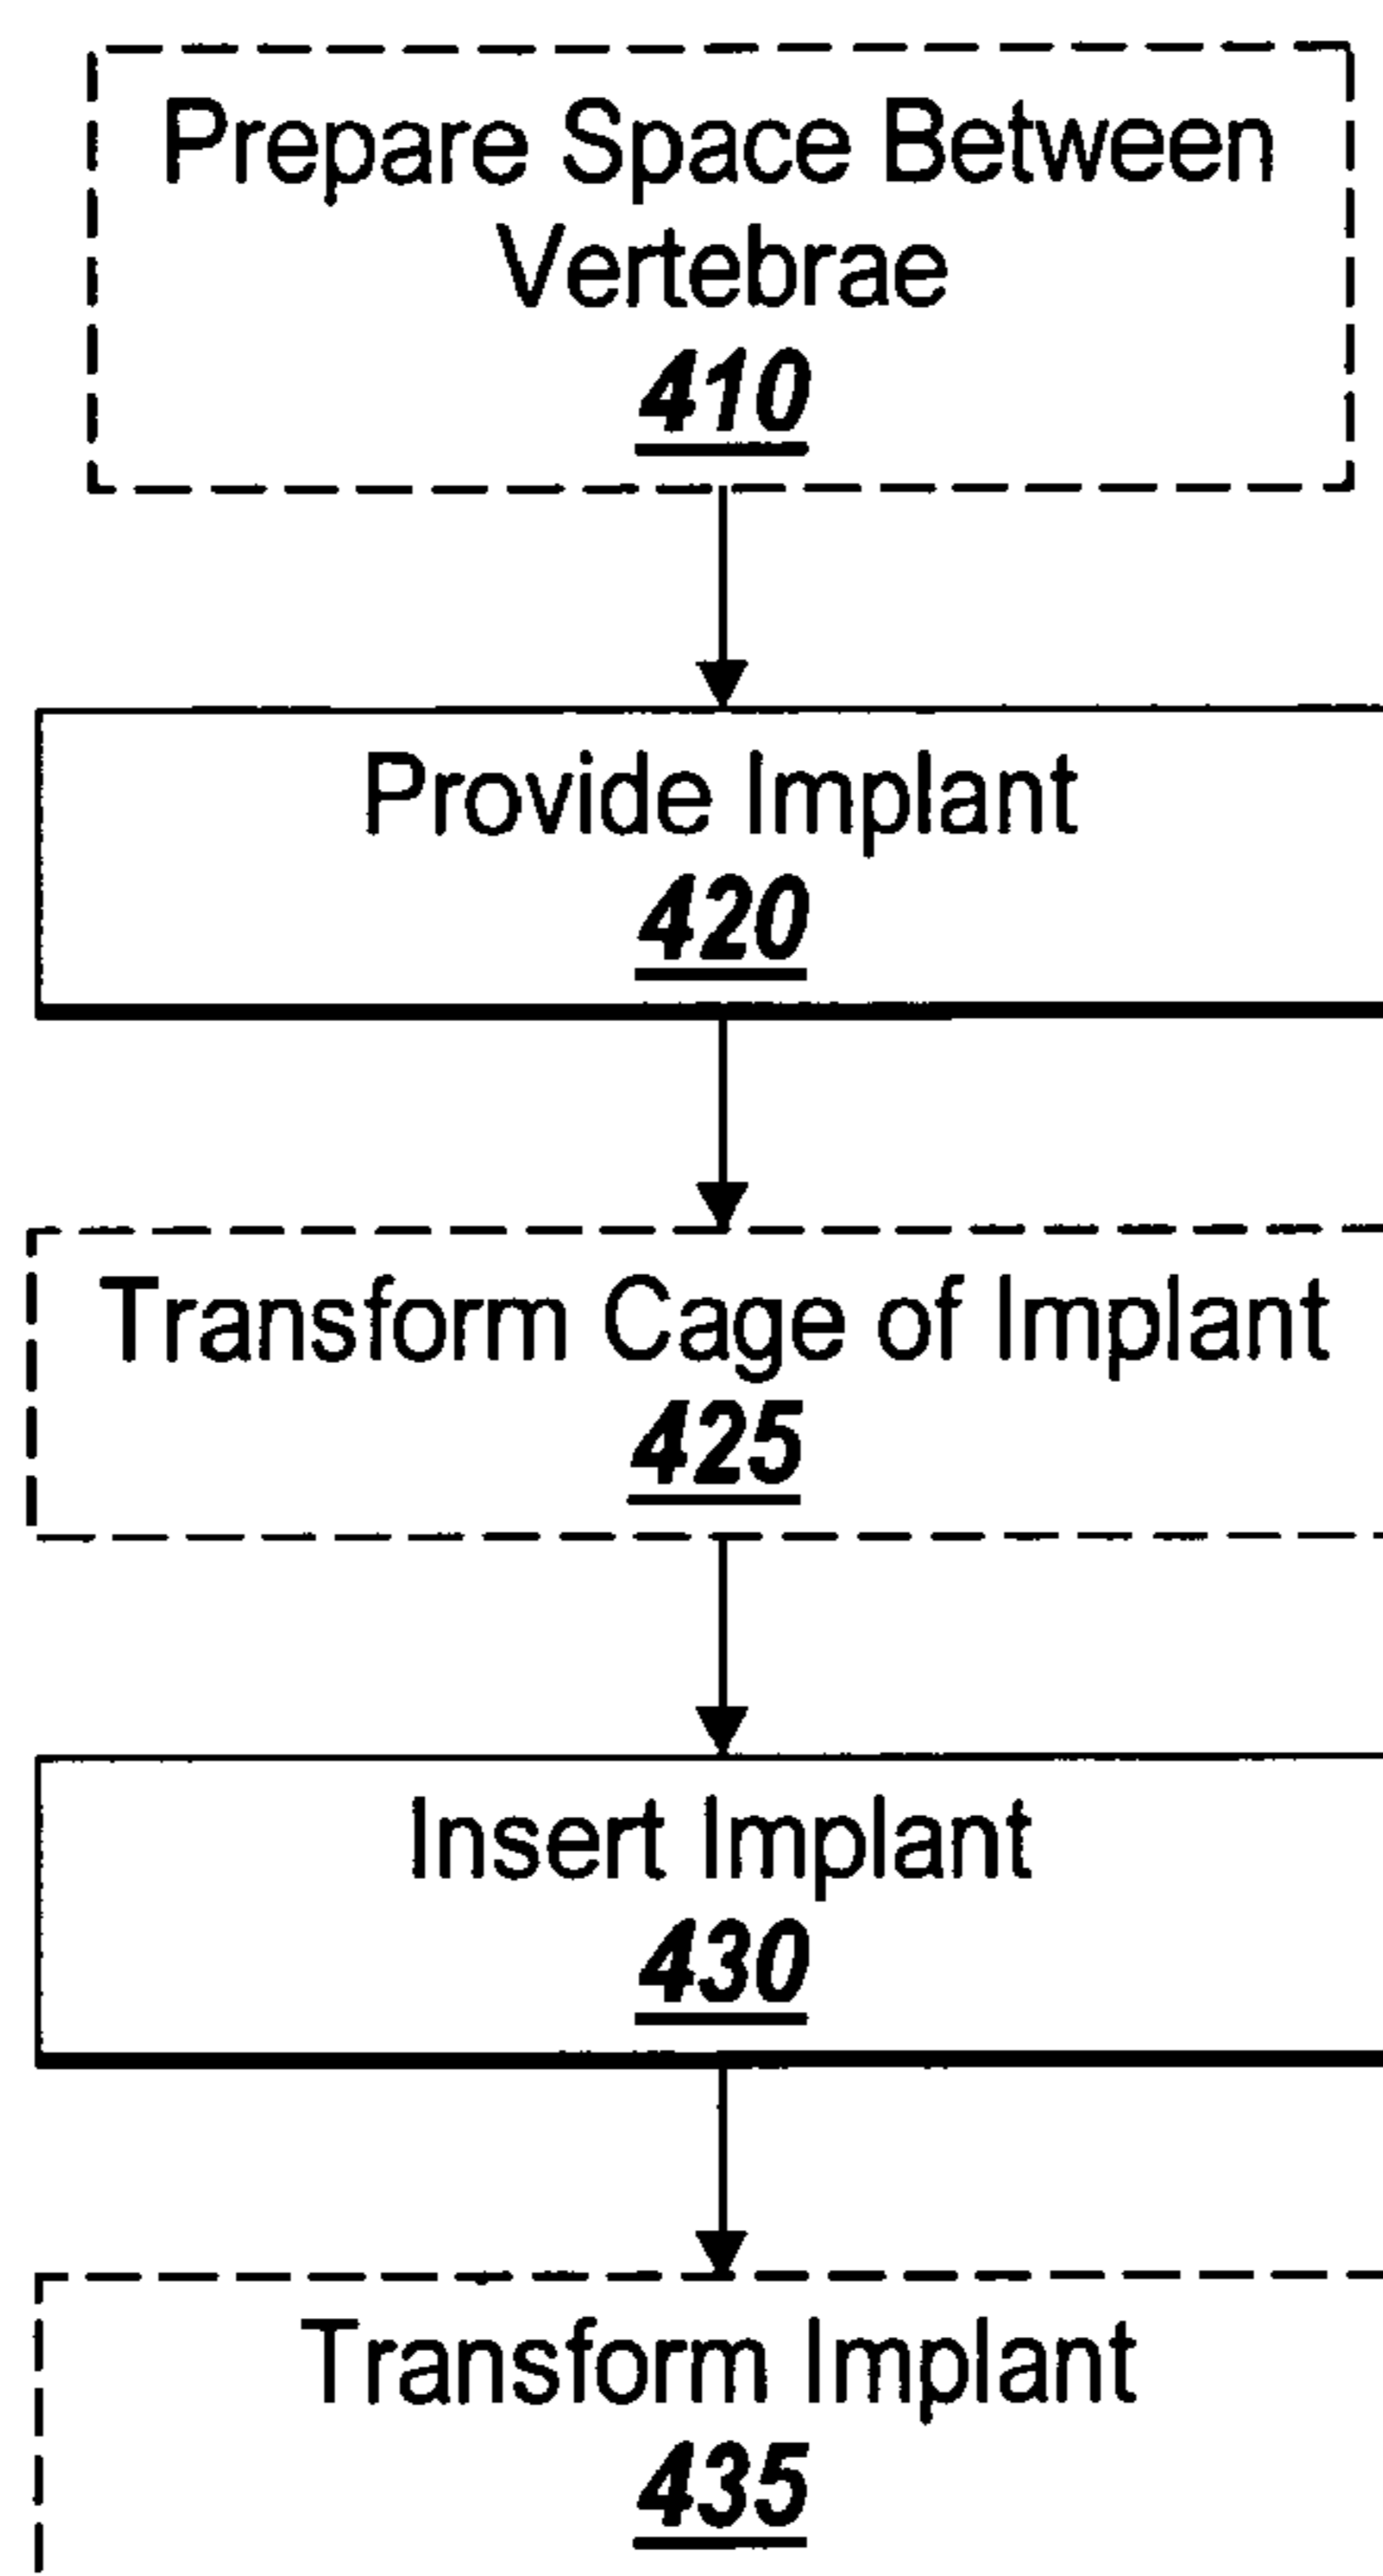 Prepare Space Between
Vertebrae
410
Provide Implant
420
Transform Cage of Implant
425
Insert Implant
430
Transform Implant
435